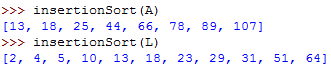 >>> insertionSort(A)
[13, 18, 25, 44, 66, 78, 89, 107]
>>> insertionSort(L)
[2, 4, 5, 10, 13, 18, 23, 29, 31, 51, 64]